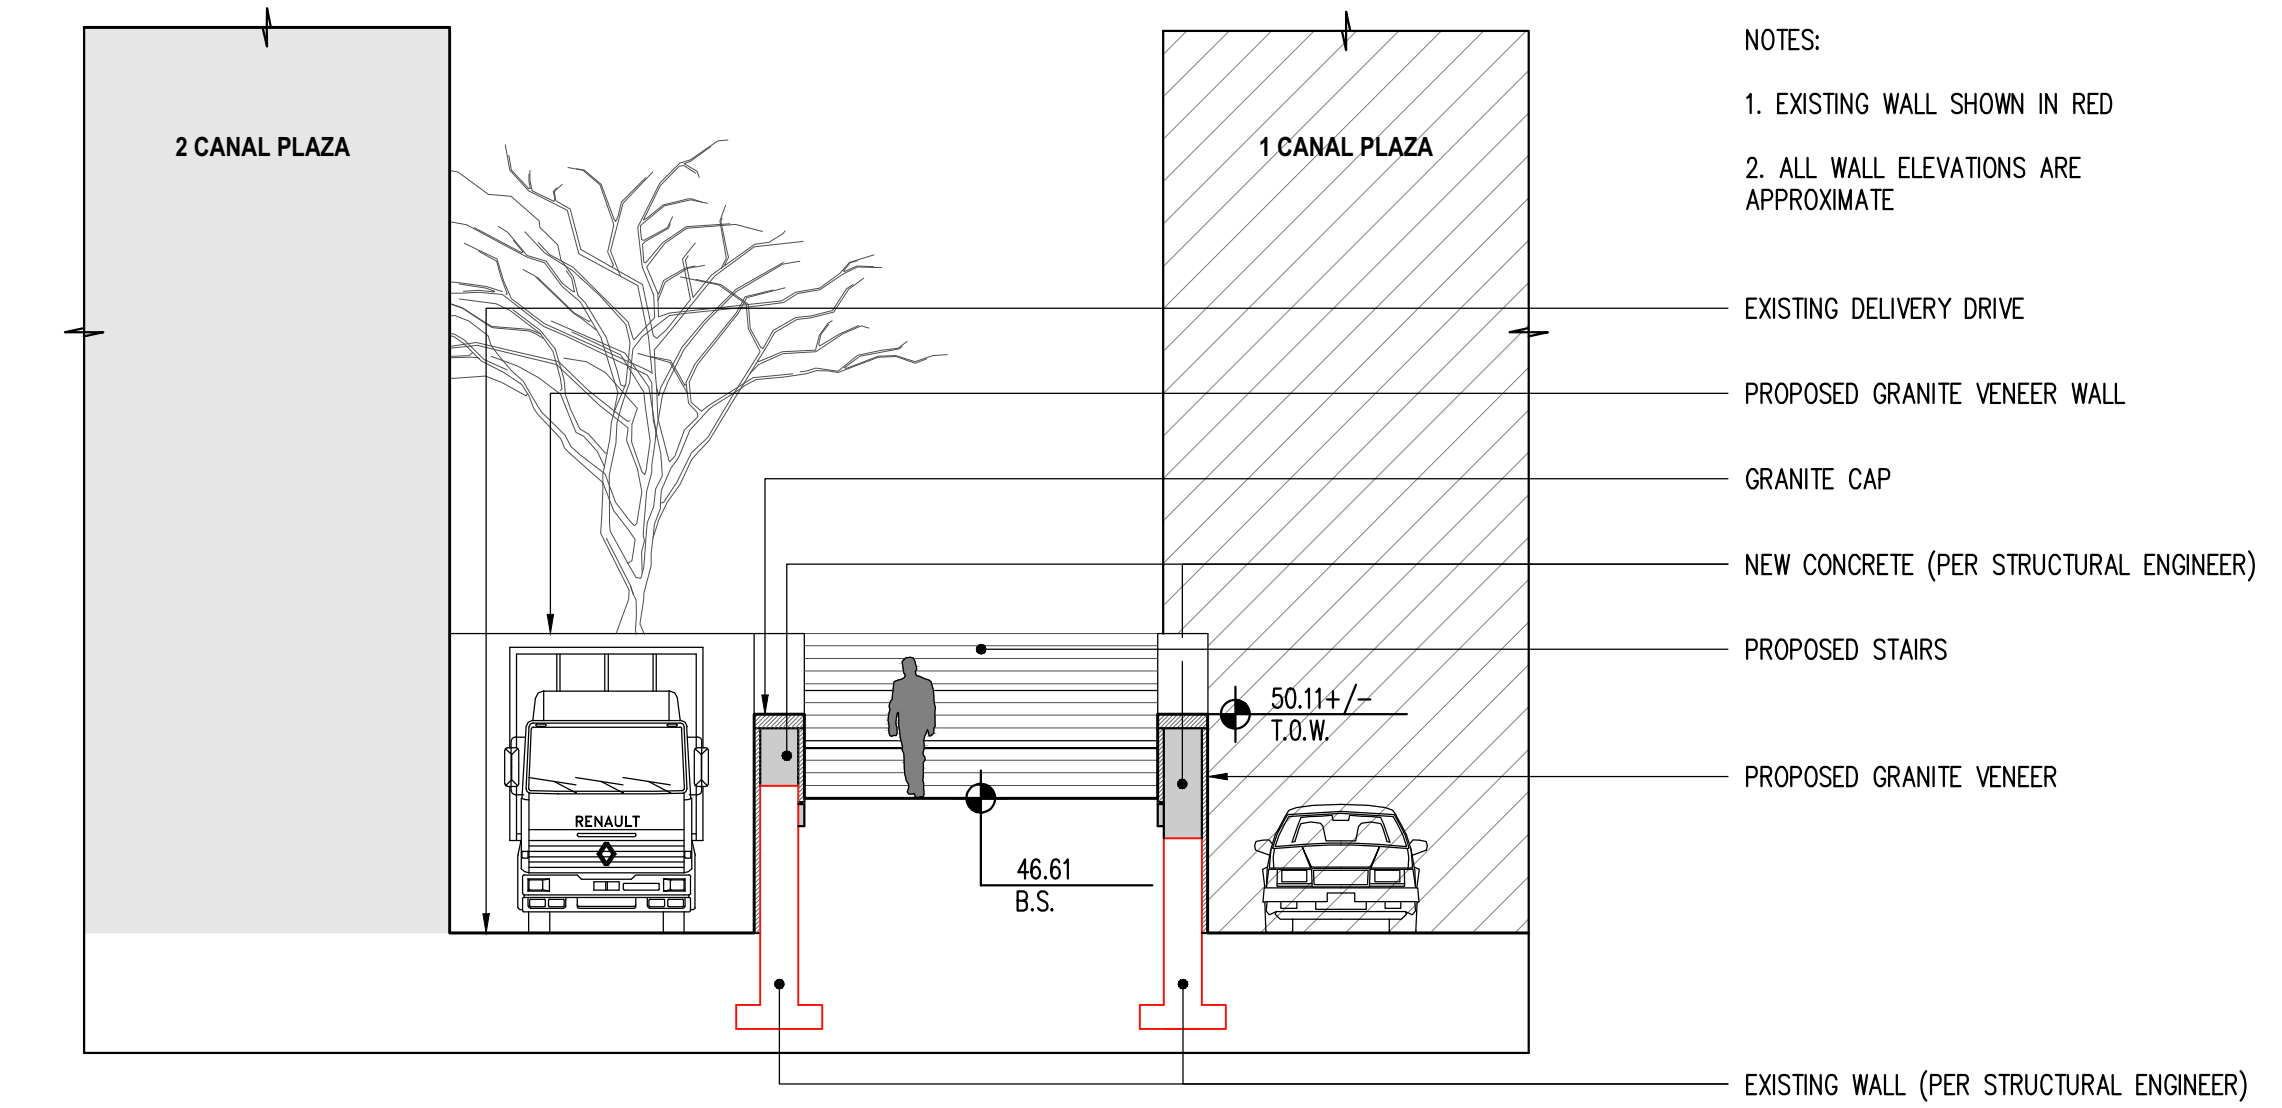 2 CANAL PLAZA
1 CANAL PLAZA
NOTES:
1. EXISTING WALL SHOWN IN RED
2. ALL WALL ELEVATIONS ARE
APPROXIMATE
EXISTING DELIVERY DRIVE
PROPOSED GRANITE VENEER WALL
GRANITE CAP
NEW CONCRETE (PER STRUCTURAL ENGINEER)
PROPOSED STAIRS
50.11+/-
T.O.W.
PROPOSED GRANITE VENEER
RENAULT
46.61
B.S.
EXISTING WALL (PER STRUCTURAL ENGINEER)